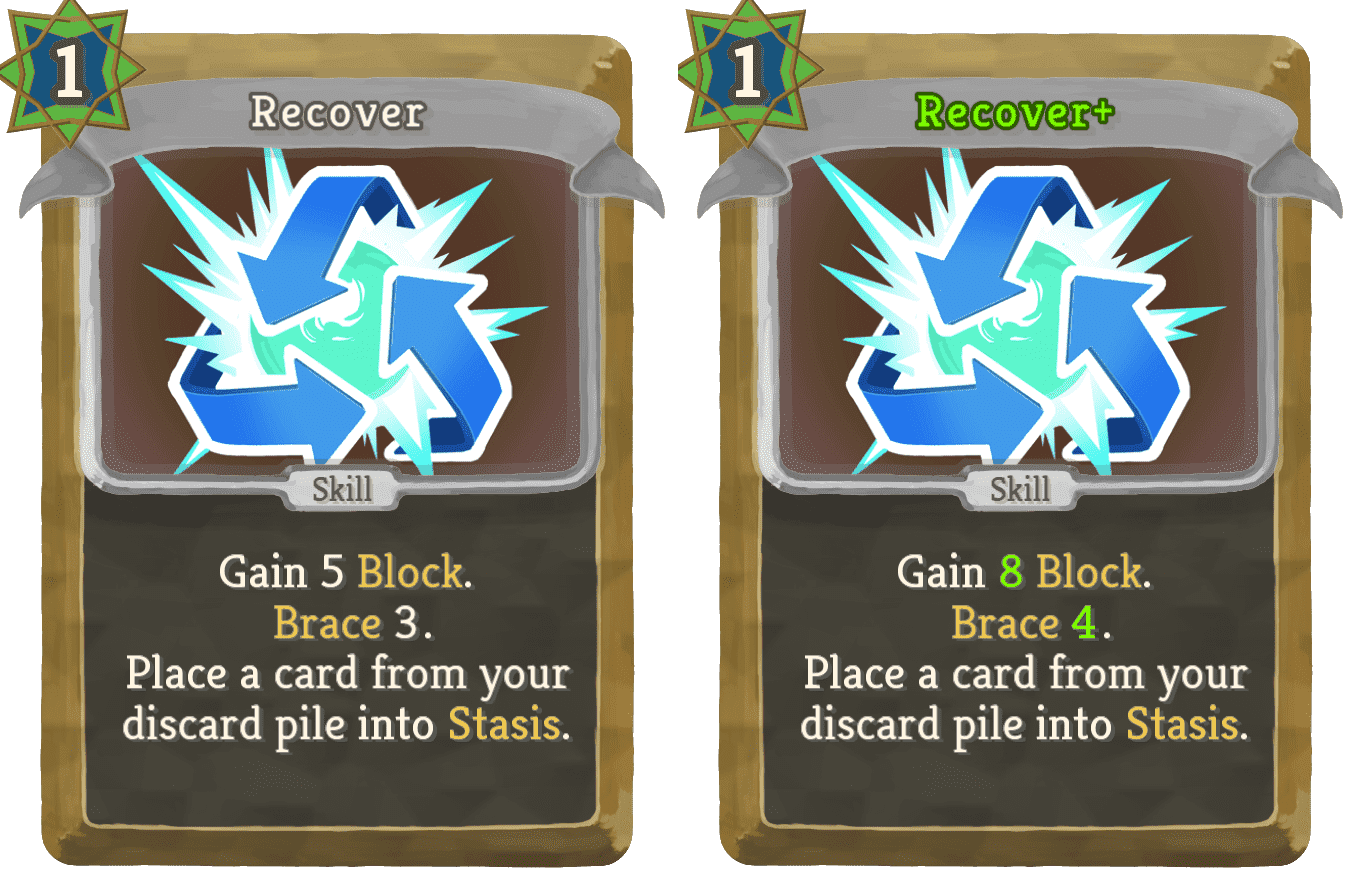 1
Recover
Skill
Gain 5 Block.
Brace 3.
Place a card from your
discard pile into Stasis.
1
Recover+
Skill
Gain 8 Block.
Brace 4.
Place a card from your
discard pile into Stasis.